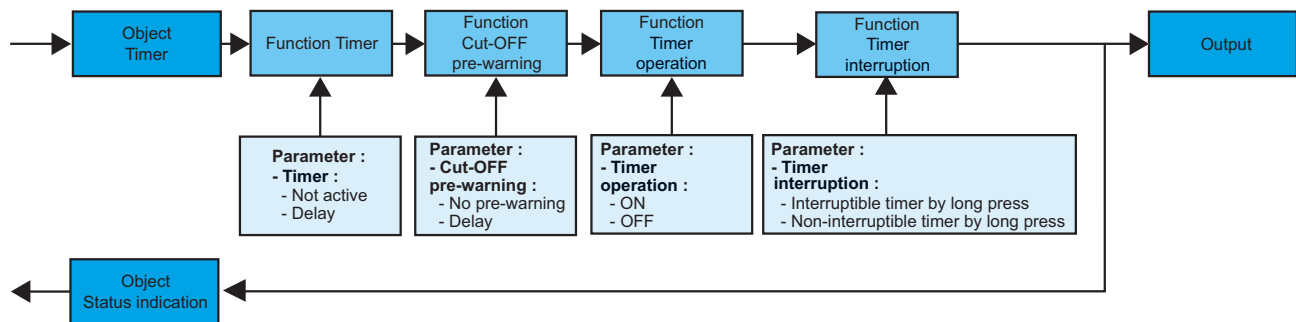 Object
Timer
Function Timer
Function
Cut-OFF
pre-warning
Function
Timer
operation
Function
Timer
interruption
Output
Parameter :
- Timer :
- Not active
- Delay
Parameter :
- Cut-OFF
pre-warning :
- No pre-warning
- Delay
Parameter :
- Timer
operation :
- ON
- OFF
Parameter :
- Timer
interruption :
- Interruptible timer by long press
- Non-interruptible timer by long press
Object
Status indication